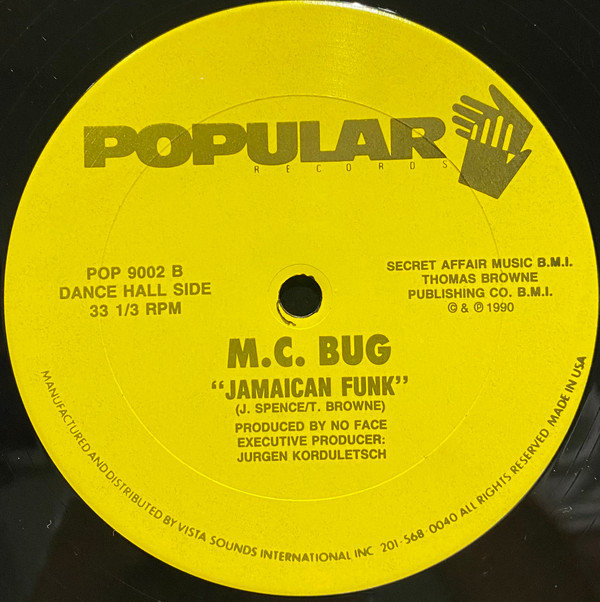 POPULAR
RECORDS
POP 9002 B
DANCE HALL SIDE
33 1/3 RPM
SECRET AFFAIR MUSIC B.M.I.
THOMAS BROWNE
PUBLISHING CO. B.M.I.
© & ℗ 1990
M.C. BUG
“JAMAICAN FUNK”
(J. SPENCE/T. BROWNE)
PRODUCED BY NO FACE
EXECUTIVE PRODUCER:
JURGEN KORDULETSCH
MANUFACTURED AND DISTRIBUTED BY VISTA SOUNDS INTERNATIONAL INC 201-568-0040 ALL RIGHTS RESERVED MADE IN USA